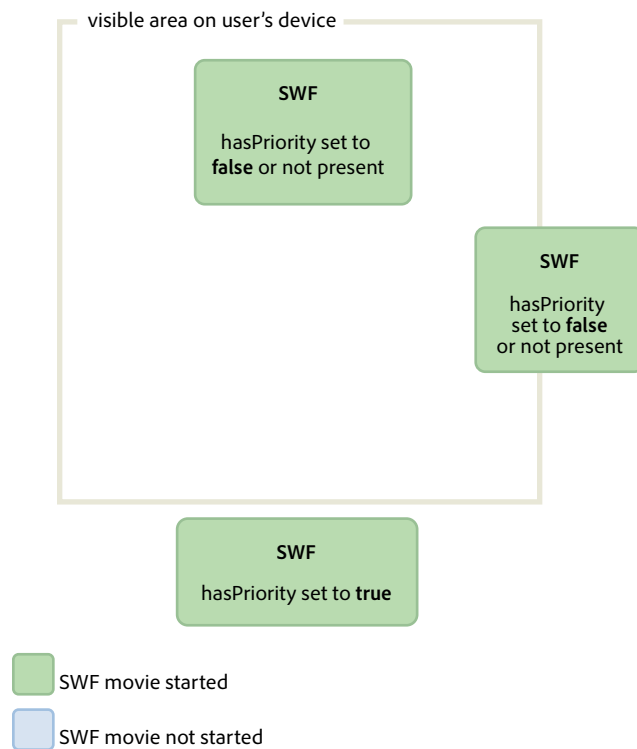 visible area on user’s device
SWF
hasPriority set to
false or not present
SWF
hasPriority
set to false
or not present
SWF
hasPriority set to true
SWF movie started
SWF movie not started